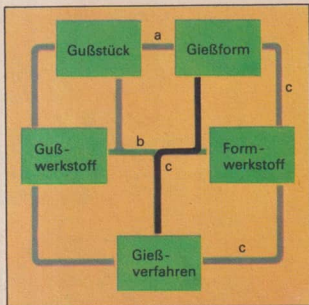 a
Gußstück
Gießform
c
Guß-
werkstoff
b
c
Form-
werkstoff
Gieß-
verfahren
c